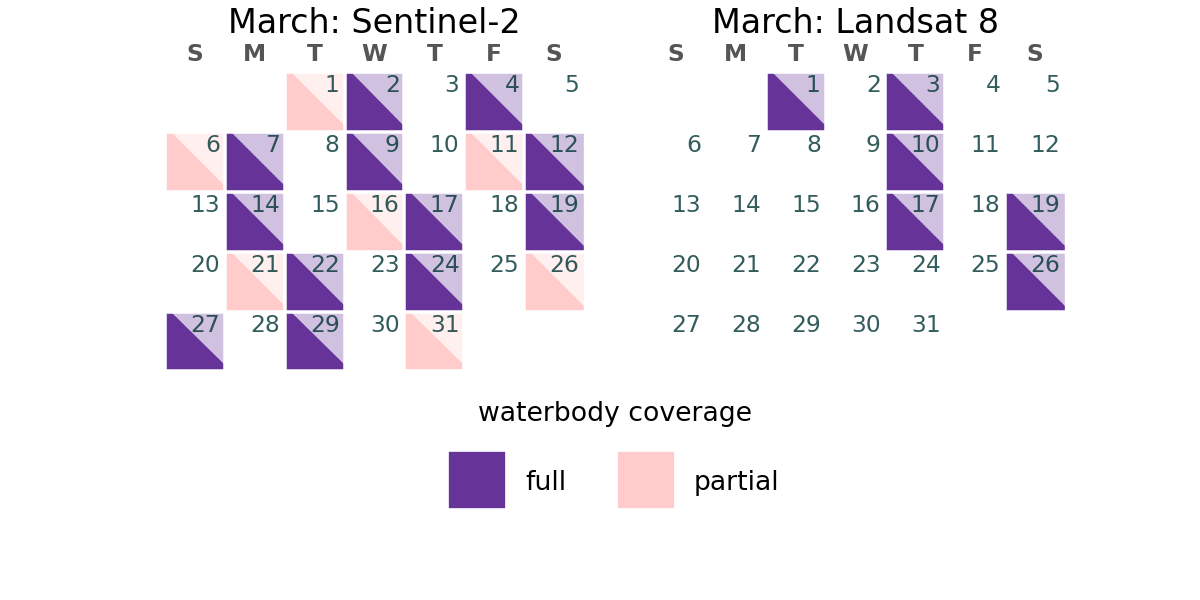 March: Sentinel-2
S M T W T F S
1 2 3 4 5
6 7 8 9 10 11 12
13 14 15 16 17 18 19
20 21 22 23 24 25 26
27 28 29 30 31
March: Landsat 8
S M T W T F S
1 2 3 4 5
6 7 8 9 10 11 12
13 14 15 16 17 18 19
20 21 22 23 24 25 26
27 28 29 30 31
waterbody coverage
full partial